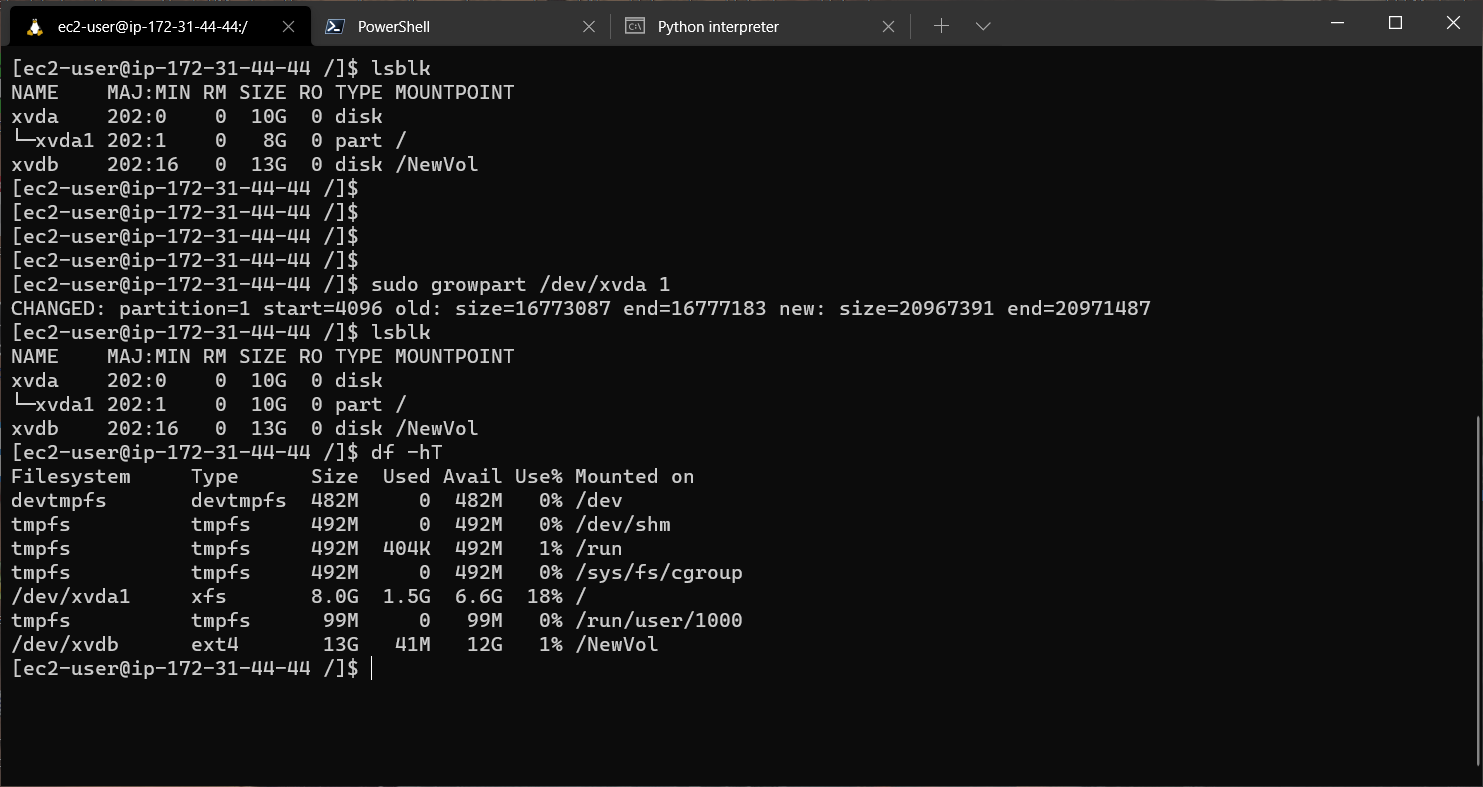 ec2-user@ip-172-31-44-44:/ PowerShell Python interpreter
[ec2-user@ip-172-31-44-44 /]$ lsblk
NAME    MAJ:MIN RM SIZE RO TYPE MOUNTPOINT
xvda    202:0    0  10G  0 disk
└─xvda1 202:1    0   8G  0 part /
xvdb    202:16   0  13G  0 disk /NewVol
[ec2-user@ip-172-31-44-44 /]$
[ec2-user@ip-172-31-44-44 /]$
[ec2-user@ip-172-31-44-44 /]$
[ec2-user@ip-172-31-44-44 /]$
[ec2-user@ip-172-31-44-44 /]$ sudo growpart /dev/xvda 1
CHANGED: partition=1 start=4096 old: size=16773087 end=16777183 new: size=20967391 end=20971487
[ec2-user@ip-172-31-44-44 /]$ lsblk
NAME    MAJ:MIN RM SIZE RO TYPE MOUNTPOINT
xvda    202:0    0  10G  0 disk
└─xvda1 202:1    0  10G  0 part /
xvdb    202:16   0  13G  0 disk /NewVol
[ec2-user@ip-172-31-44-44 /]$ df -hT
Filesystem     Type      Size  Used Avail Use% Mounted on
devtmpfs       devtmpfs  482M     0  482M   0% /dev
tmpfs          tmpfs     492M     0  492M   0% /dev/shm
tmpfs          tmpfs     492M  404K  492M   1% /run
tmpfs          tmpfs     492M     0  492M   0% /sys/fs/cgroup
/dev/xvda1     xfs       8.0G  1.5G  6.6G  18% /
tmpfs          tmpfs      99M     0   99M   0% /run/user/1000
/dev/xvdb      ext4       13G   41M   12G   1% /NewVol
[ec2-user@ip-172-31-44-44 /]$